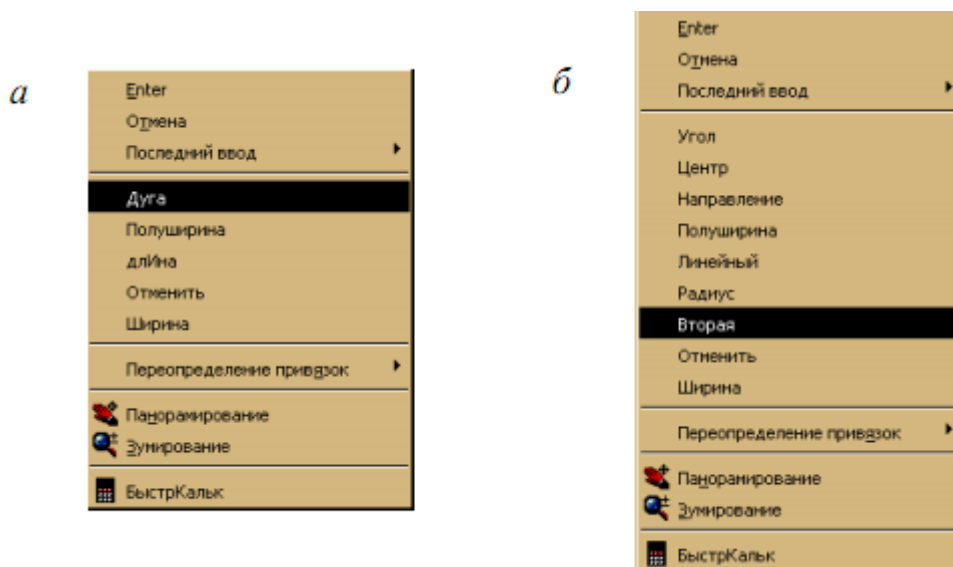 а
Enter
Отмена
Последний ввод
Дуга
Полуширина
длИна
Отменить
Ширина
Переопределение привязок
Панорамирование
Зумирование
БыстрКальк
б
Enter
Отмена
Последний ввод
Угол
Центр
Направление
Полуширина
Линейный
Радиус
Вторая
Отменить
Ширина
Переопределение привязок
Панорамирование
Зумирование
БыстрКальк